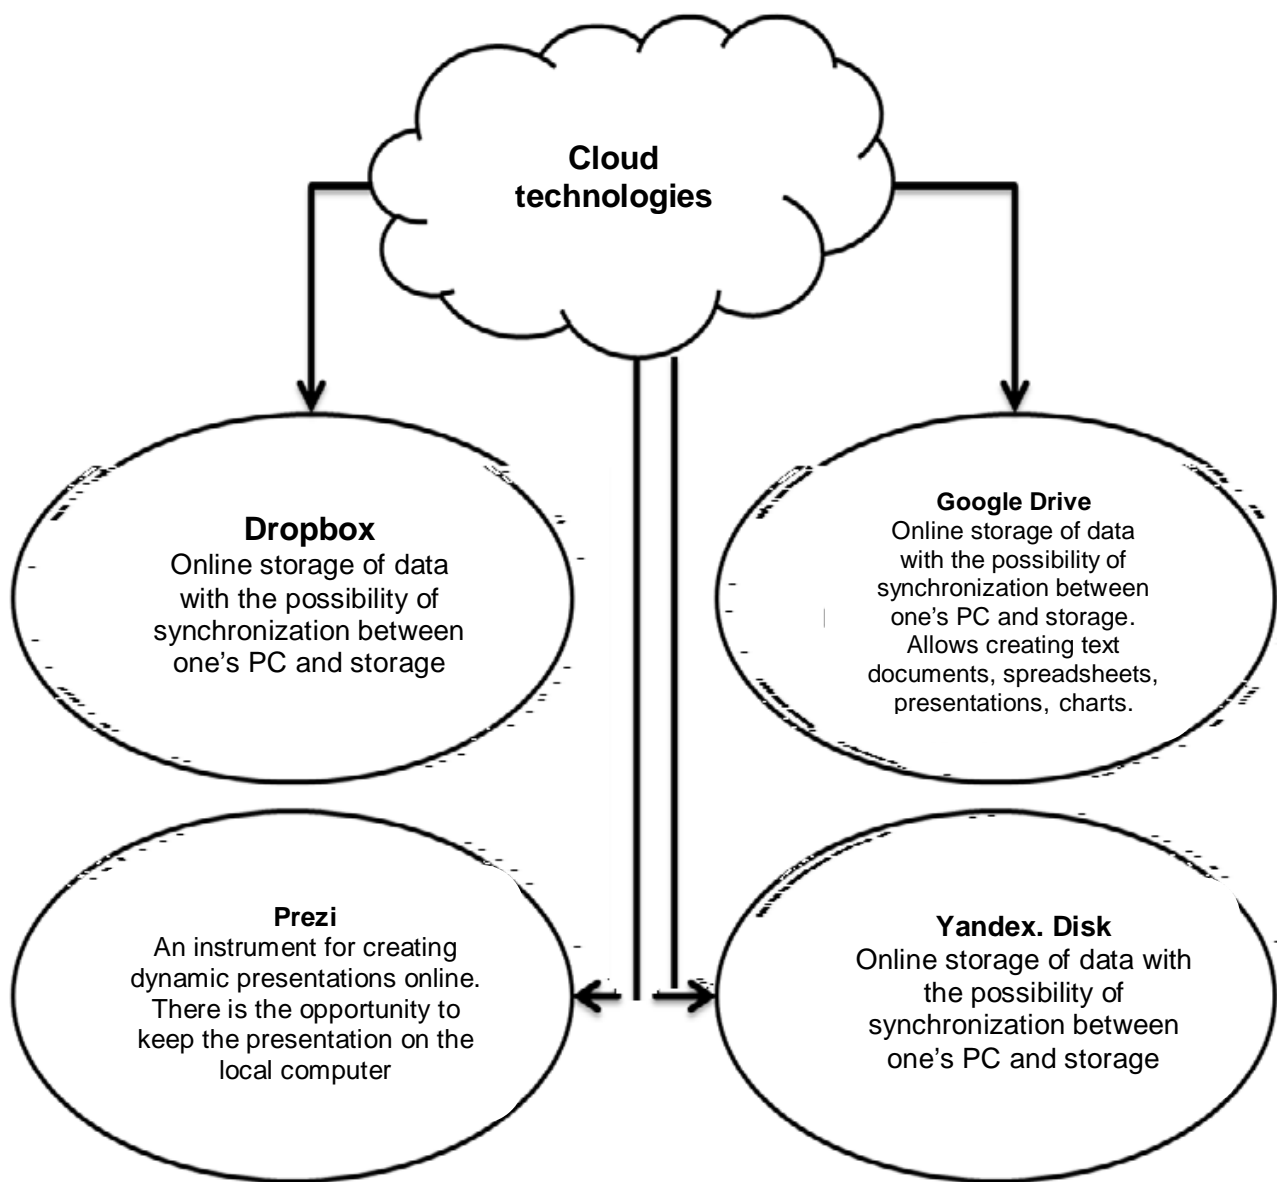 Cloud
technologies
Dropbox
Online storage of data
with the possibility of
synchronization between
one's PC and storage
Google Drive
Online storage of data
with the possibility of
synchronization between
one's PC and storage.
Allows creating text
documents, spreadsheets,
presentations, charts.
Prezi
An instrument for creating
dynamic presentations online.
There is the opportunity to
keep the presentation on the
local computer
Yandex. Disk
Online storage of data with
the possibility of
synchronization between
one's PC and storage